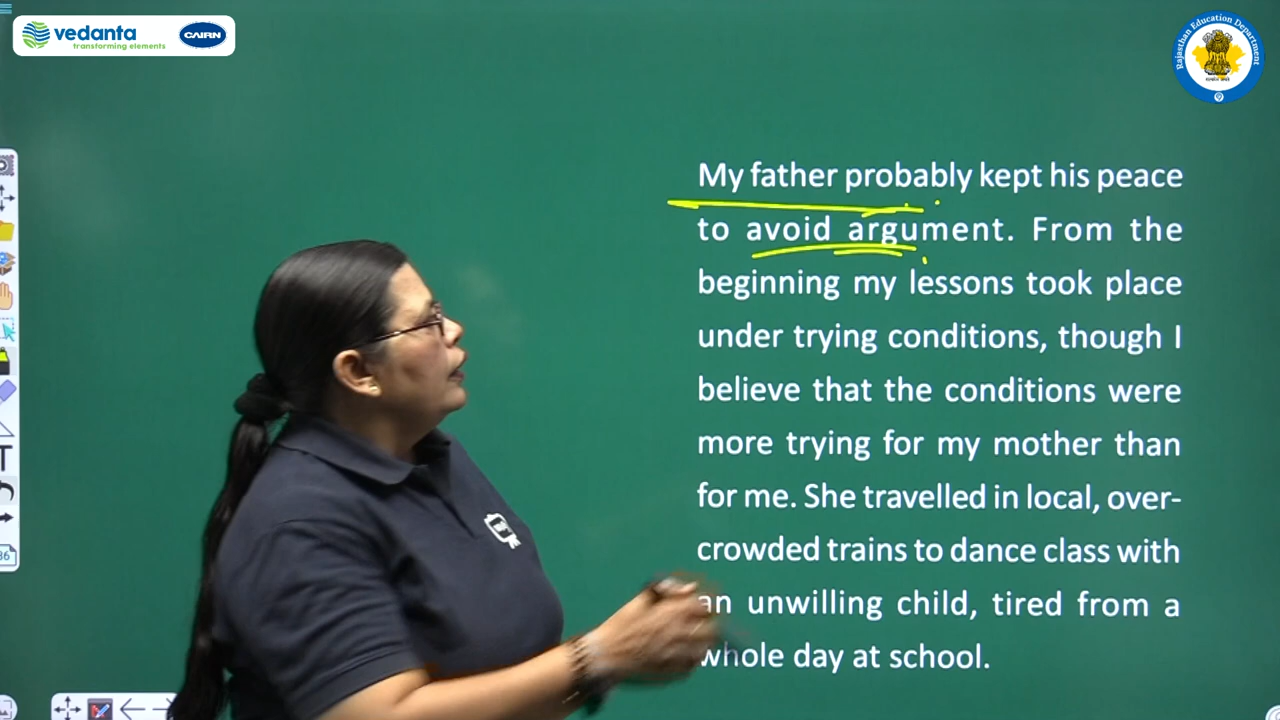 vedanta
transforming elements
CAIRN
Rajasthan Education Department
My father probably kept his peace
to avoid argument. From the
beginning my lessons took place
under trying conditions, though I
believe that the conditions were
more trying for my mother than
for me. She travelled in local, over-
crowded trains to dance class with
an unwilling child, tired from a
whole day at school.